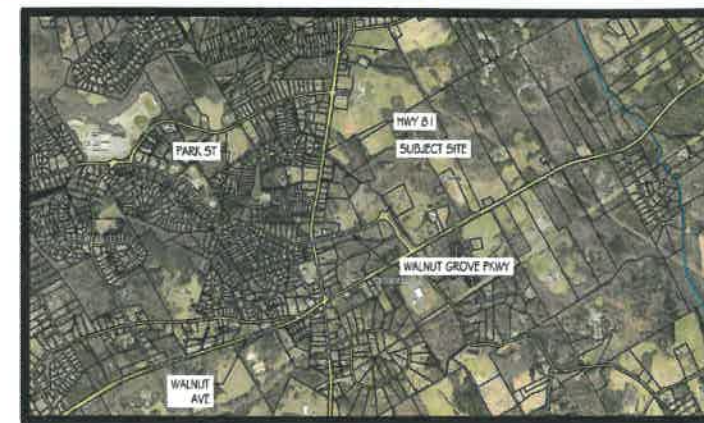 HWY 81
SUBJECT SITE
PARK ST
WALNUT GROVE PKWY
WALNUT
AVE